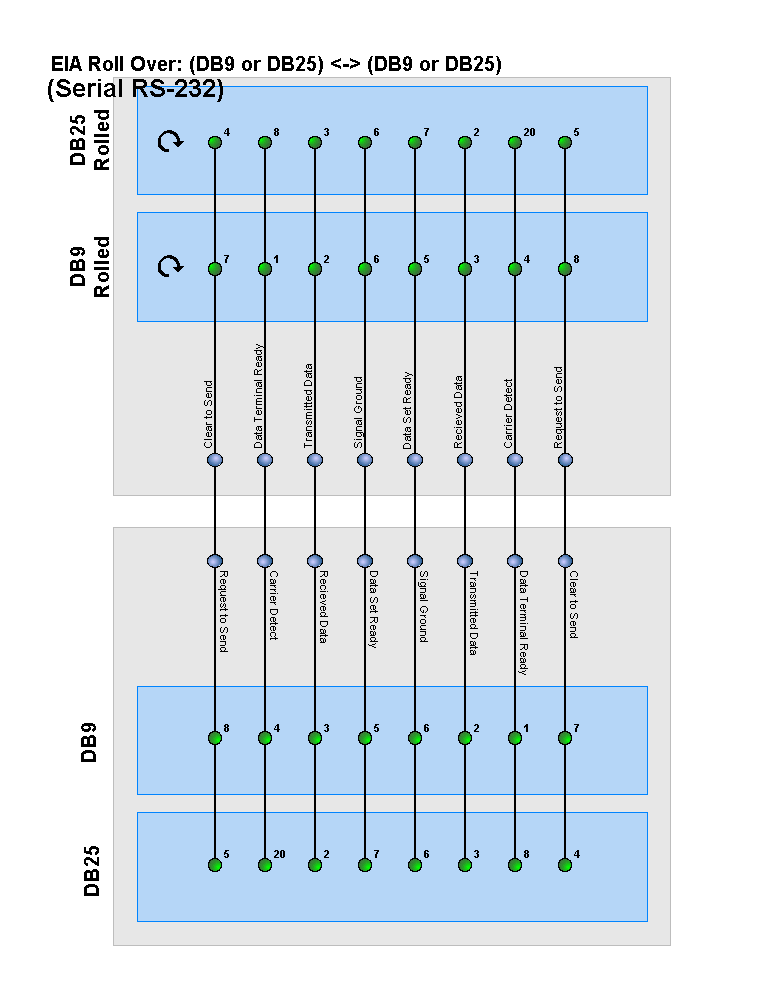 EIA Roll Over: (DB9 or DB25) <-> (DB9 or DB25)
(Serial RS-232)
DB25
Rolled
4 8 3 6 7 2 20 5
DB9
Rolled
7 1 2 6 5 3 4 8
Clear to Send
Data Terminal Ready
Transmitted Data
Signal Ground
Data Set Ready
Recieved Data
Carrier Detect
Request to Send
Request to Send
Carrier Detect
Recieved Data
Data Set Ready
Signal Ground
Transmitted Data
Data Terminal Ready
Clear to Send
DB9
8 4 3 5 6 2 1 7
DB25
5 20 2 7 6 3 8 4